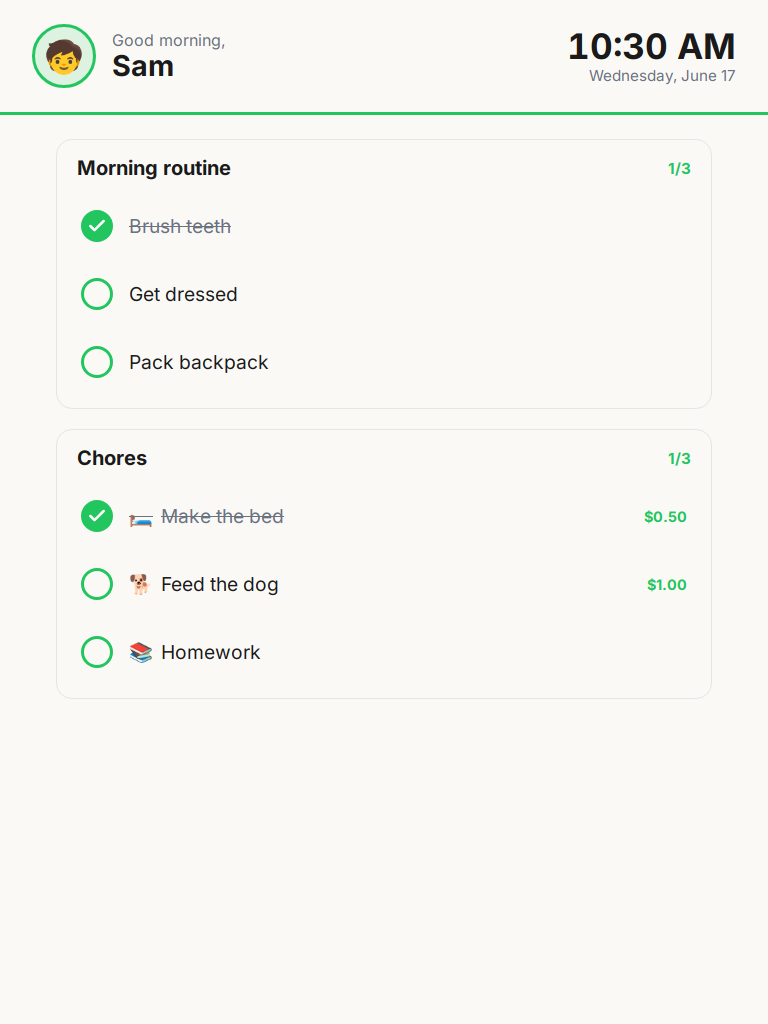 Good morning,
Sam
10:30 AM
Wednesday, June 17
Morning routine 1/3
Brush teeth
Get dressed
Pack backpack
Chores 1/3
Make the bed $0.50
Feed the dog $1.00
Homework